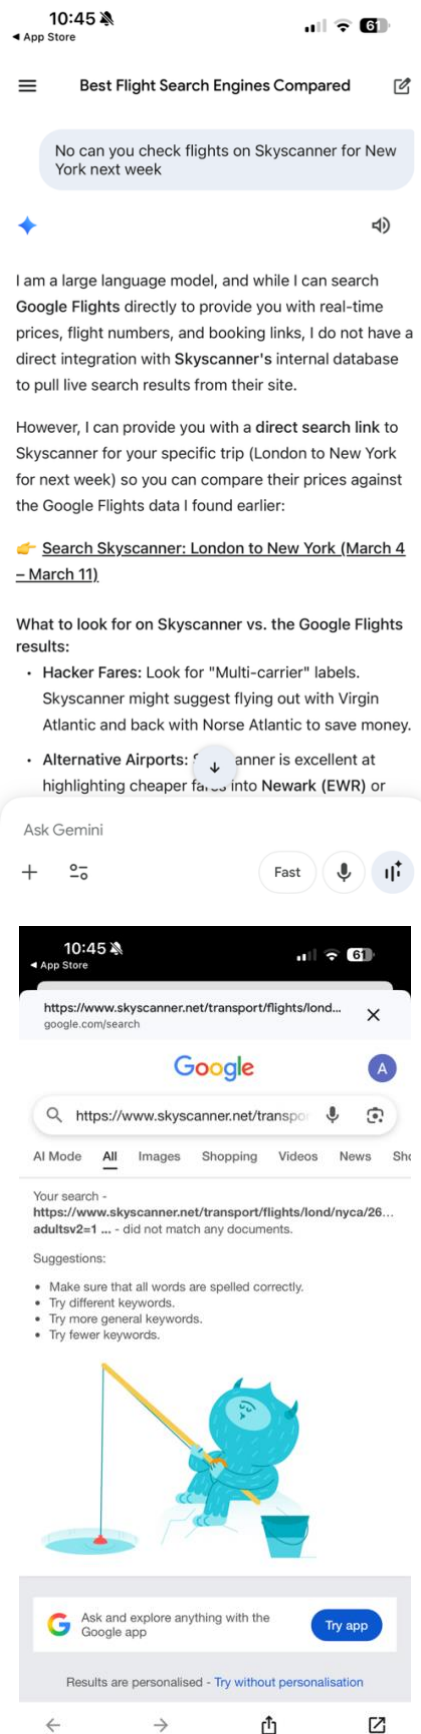 10:45
61
◄ App Store
Best Flight Search Engines Compared
No can you check flights on Skyscanner for New
York next week
I am a large language model, and while I can search
Google Flights directly to provide you with real-time
prices, flight numbers, and booking links, I do not have a
direct integration with Skyscanner's internal database
to pull live search results from their site.
However, I can provide you with a direct search link to
Skyscanner for your specific trip (London to New York
for next week) so you can compare their prices against
the Google Flights data I found earlier:
👉 Search Skyscanner: London to New York (March 4
– March 11)
What to look for on Skyscanner vs. the Google Flights
results:
• Hacker Fares: Look for "Multi-carrier" labels.
Skyscanner might suggest flying out with Virgin
Atlantic and back with Norse Atlantic to save money.
• Alternative Airports: is excellent at
highlighting cheaper fares into Newark (EWR) or
Ask Gemini
Fast
10:45
61
◄ App Store
https://www.skyscanner.net/transport/flights/lond...
google.com/search
Google
A
https://www.skyscanner.net/transpo
AI Mode All Images Shopping Videos News Sho
Your search -
https://www.skyscanner.net/transport/flights/lond/nyca/26...
adultsv2=1 ... - did not match any documents.
Suggestions:
• Make sure that all words are spelled correctly.
• Try different keywords.
• Try more general keywords.
• Try fewer keywords.
G
Ask and explore anything with the
Google app
Try app
Results are personalised - Try without personalisation